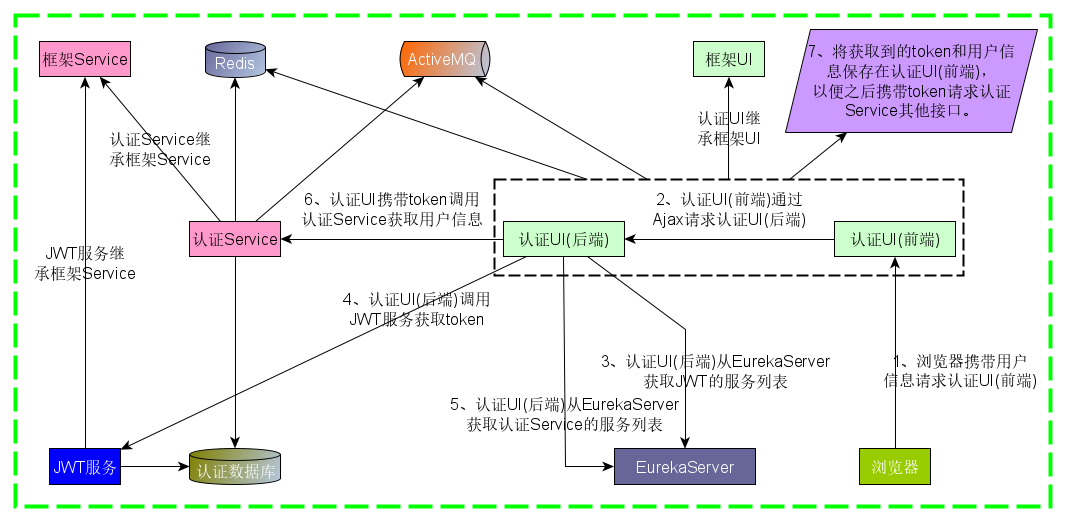 框架Service
Redis
ActiveMQ
框架UI
7、将获取到的token和用户信
息保存在认证UI(前端)，
以便之后携带token请求认证
Service其他接口。
认证Service继
承框架Service
认证UI继
承框架UI
6、认证UI携带token调用
认证Service获取用户信息
2、认证UI(前端)通过
Ajax请求认证UI(后端)
认证Service
认证UI(后端)
认证UI(前端)
JWT服务继
承框架Service
4、认证UI(后端)调用
JWT服务获取token
3、认证UI(后端)从EurekaServer
获取JWT的服务列表
1、浏览器携带用户
信息请求认证UI(前端)
5、认证UI(后端)从EurekaServer
获取认证Service的服务列表
JWT服务
认证数据库
EurekaServer
浏览器